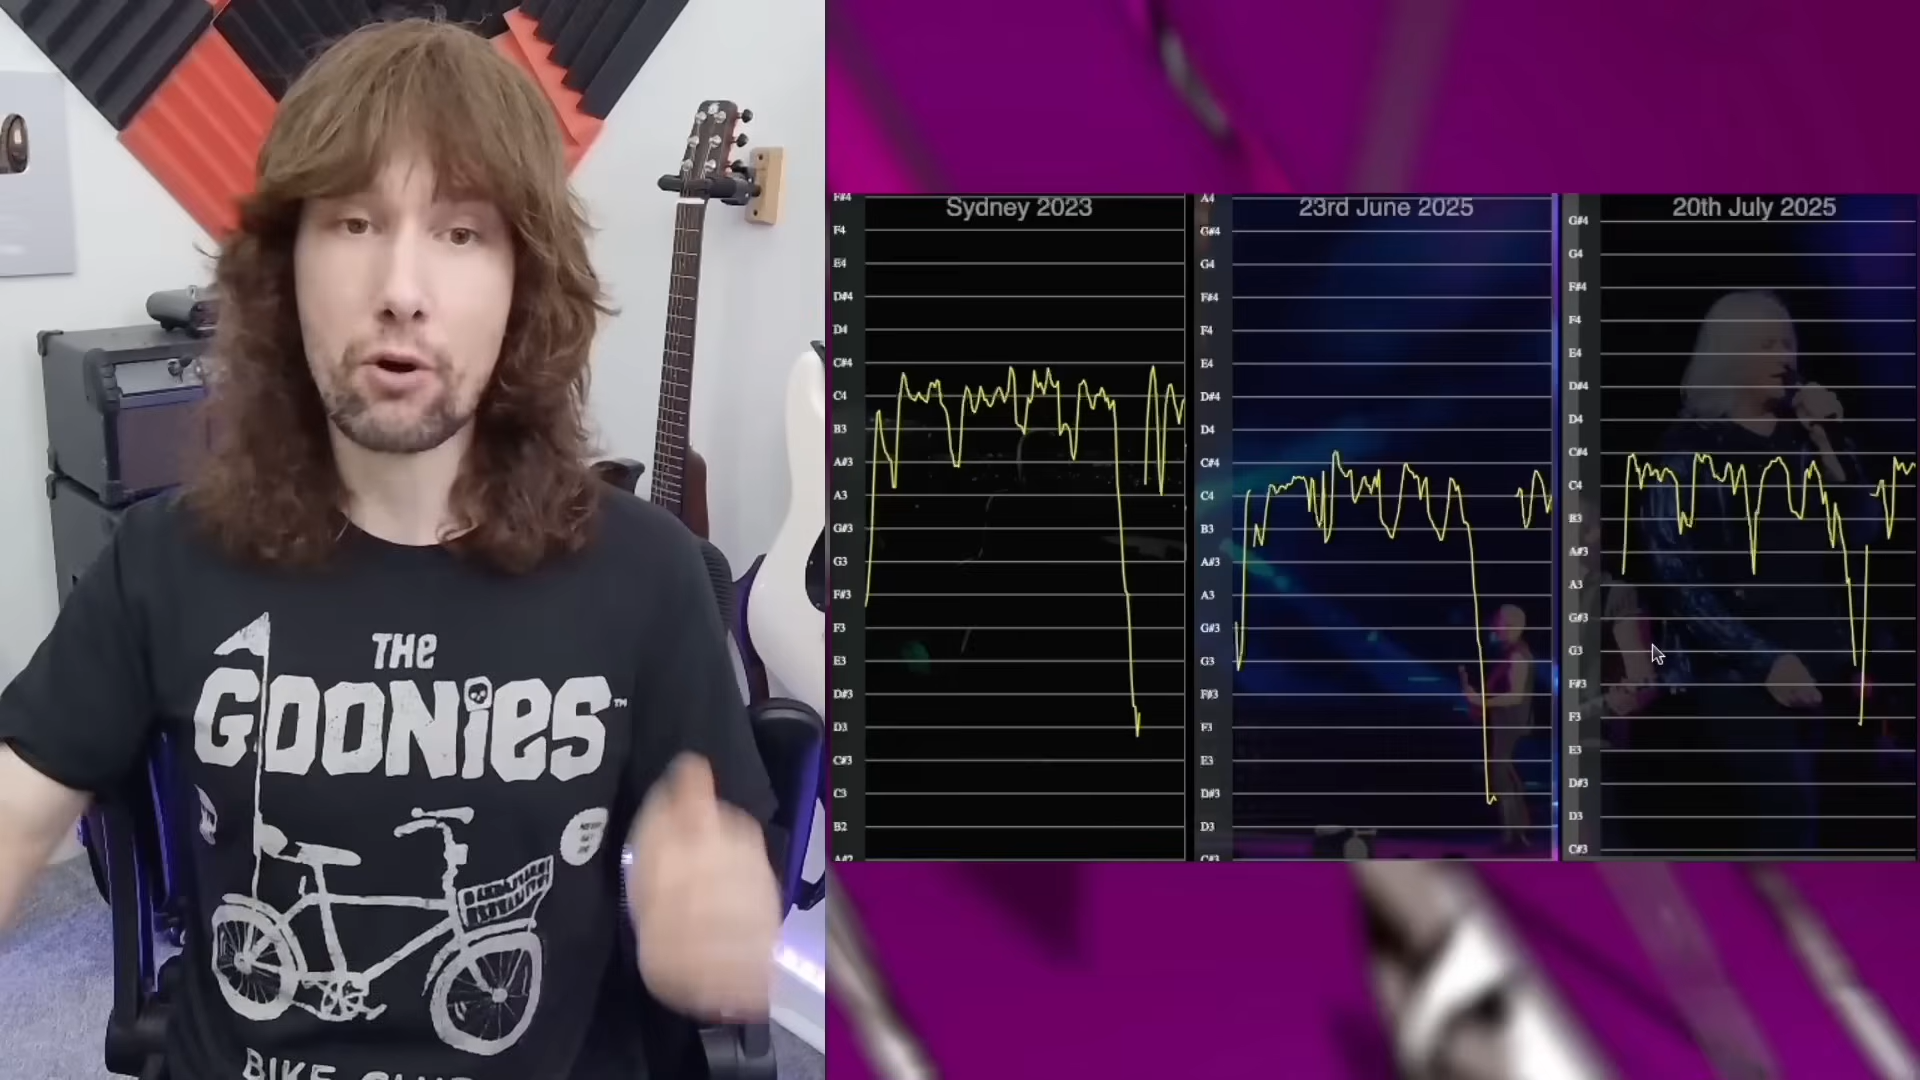 THE
GOONIES™
BIKE CLUB
Sydney 2023
F#4
F4
E4
D#4
D4
C#4
C4
B3
A#3
A3
G#3
G3
F#3
F3
E3
D#3
D3
C#3
C3
B2
A#2
23rd June 2025
A4
G#4
G4
F#4
F4
E4
D#4
D4
C#4
C4
B3
A#3
A3
G#3
G3
F#3
F3
E3
D#3
D3
C#3
20th July 2025
G#4
G4
F#4
F4
E4
D#4
D4
C#4
C4
B3
A#3
A3
G#3
G3
F#3
F3
E3
D#3
D3
C#3